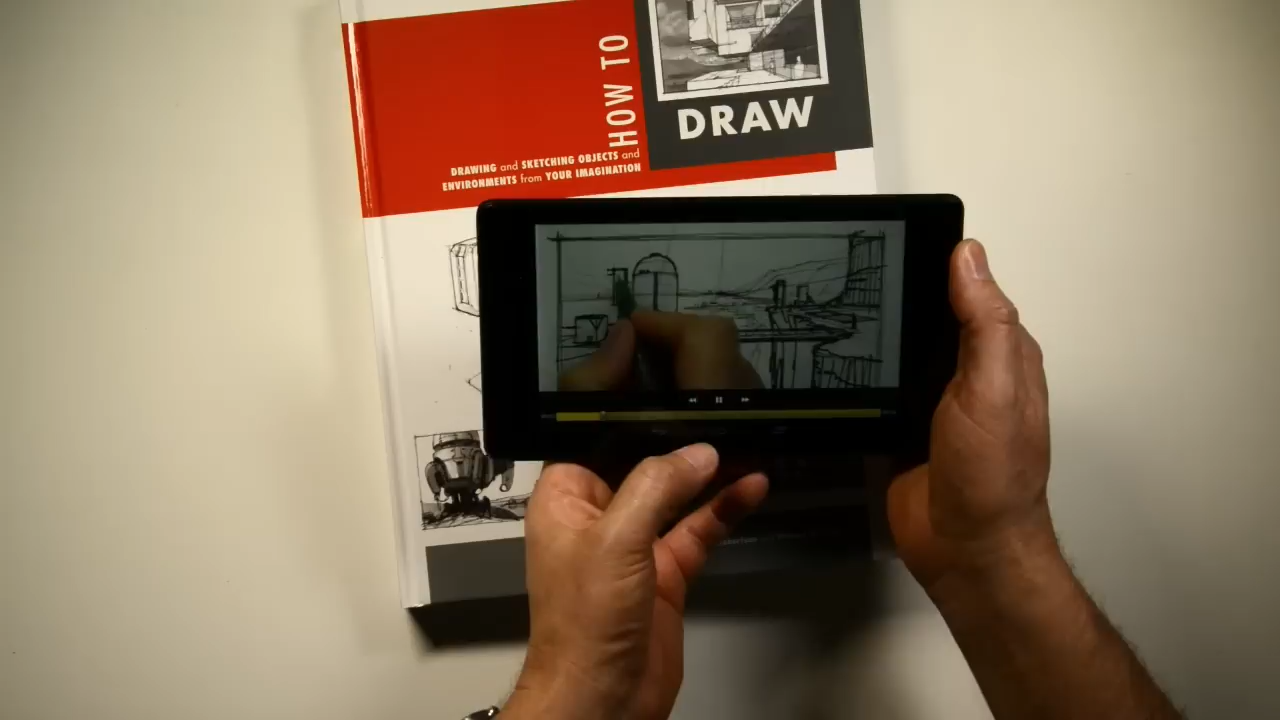 HOW TO
DRAW
DRAWING and SKETCHING OBJECTS and
ENVIRONMENTS from YOUR IMAGINATION